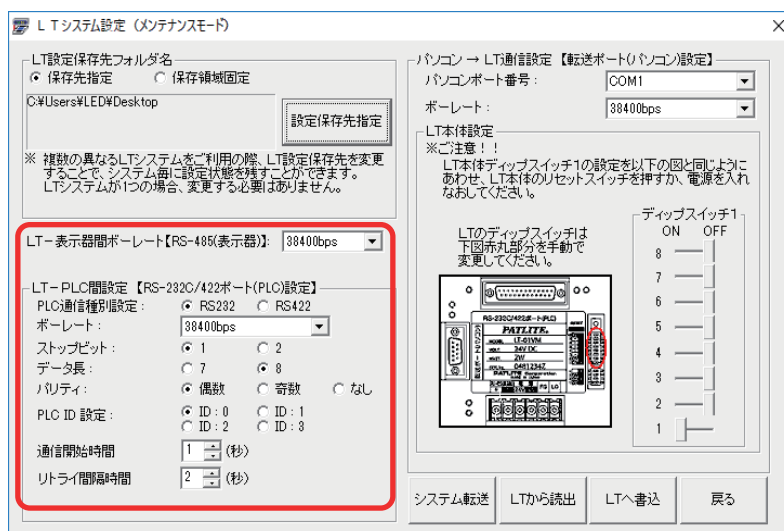 LTシステム設定（メンテナンスモード）
LT設定保存先フォルダ名
保存先指定 保存領域固定
C:¥Users¥LED¥Desktop
設定保存先指定
※ 複数の異なるLTシステムをご利用の際、LT設定保存先を変更
することで、システム毎に設定状態を残すことができます。
LTシステムが1つの場合、変更する必要はありません。
LT－表示器間ボーレート【RS-485(表示器)】: 38400bps
LT－PLC間設定 【RS-232C/422ポート(PLC)設定】
PLC通信種別設定： RS232 RS422
ボーレート： 38400bps
ストップビット： 1 2
データ長： 7 8
パリティ： 偶数 奇数 なし
PLC ID 設定： ID：0 ID：1
ID：2 ID：3
通信開始時間 1 (秒)
リトライ間隔時間 2 (秒)
パソコン → LT通信設定 【転送ポート(パソコン)設定】
パソコンポート番号： COM1
ボーレート： 38400bps
LT本体設定
※ご注意！！
LT本体ディップスイッチ1の設定を以下の図と同じように
あわせ、LT本体のリセットスイッチを押すか、電源を入れ
なおしてください。
LTのディップスイッチは
下図赤丸部分を手動で
変更してください。
RS-232C/422ポート(PLC)
PATLITE
LT-01VM
24V DC
2W
0481234Z
FG LG
ディップスイッチ1
ON OFF
8
7
6
5
4
3
2
1
システム転送 LTから読出 LTへ書込 戻る